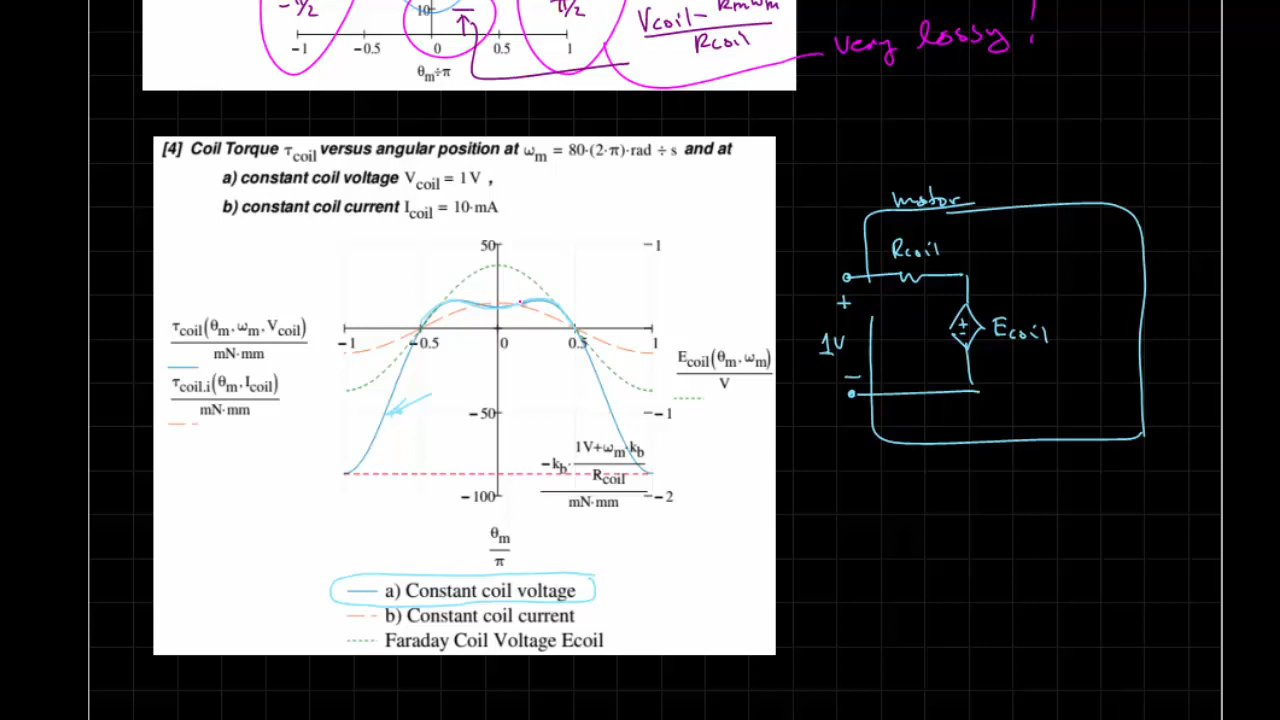 -π/2
10
π/2
Vcoil - kmωm
Rcoil
very lossy!
-1 -0.5 0 0.5 1
θm÷π
[4] Coil Torque τcoil versus angular position at ωm = 80·(2·π)·rad ÷ s and at
a) constant coil voltage Vcoil = 1V ,
b) constant coil current Icoil = 10·mA
motor
Rcoil
+
1V
−
+
-
Ecoil
50
1
τcoil(θm, ωm, Vcoil)
mN·mm
τcoil.i(θm, Icoil)
mN·mm
-1 -0.5 0 0.5 1
Ecoil(θm, ωm)
V
-50
-1
-kb· 1V+ωm·kb
Rcoil
mN·mm
-100
-2
θm
π
a) Constant coil voltage
b) Constant coil current
Faraday Coil Voltage Ecoil